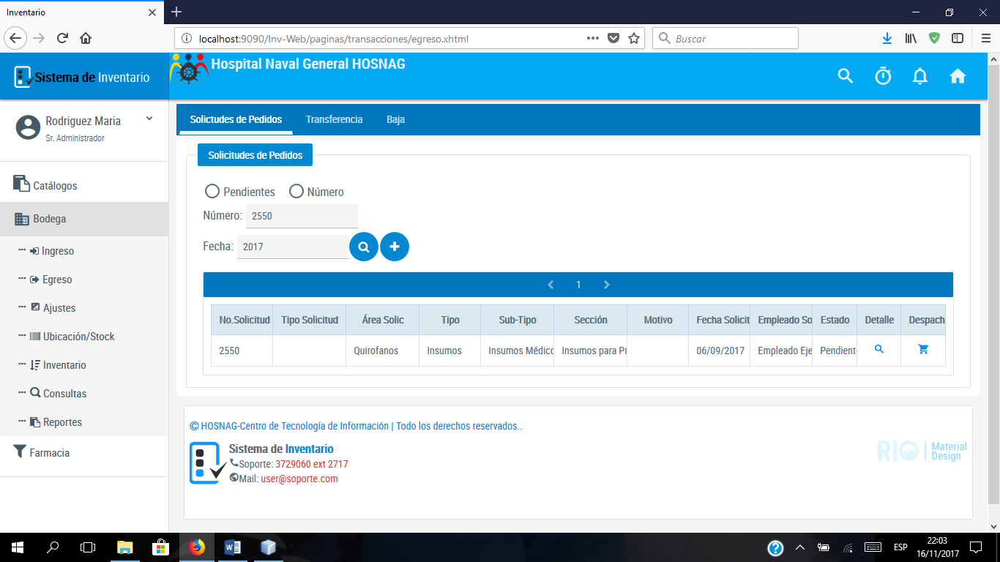 Inventario
localhost:9090/Inv-Web/paginas/transacciones/egreso.xhtml
Buscar
Sistema de Inventario
Hospital Naval General HOSNAG
Rodriguez Maria
Sr. Administrador
Catálogos
Bodega
Ingreso
Egreso
Ajustes
Ubicación/Stock
Inventario
Consultas
Reportes
Farmacia
Solictudes de Pedidos Transferencia Baja
Solicitudes de Pedidos
Pendientes Número
Número: 2550
Fecha: 2017
1
No.Solicitud Tipo Solicitud Área Solic Tipo Sub-Tipo Sección Motivo Fecha Solicit Empleado So Estado Detalle Despach
2550 Quirofanos Insumos Insumos Médico Insumos para Pr 06/09/2017 Empleado Eje Pendient
© HOSNAG-Centro de Tecnología de Información | Todo los derechos reservados..
Sistema de Inventario
Soporte: 3729060 ext 2717
Mail: user@soporte.com
RIO Material
Design
ESP
22:03
16/11/2017